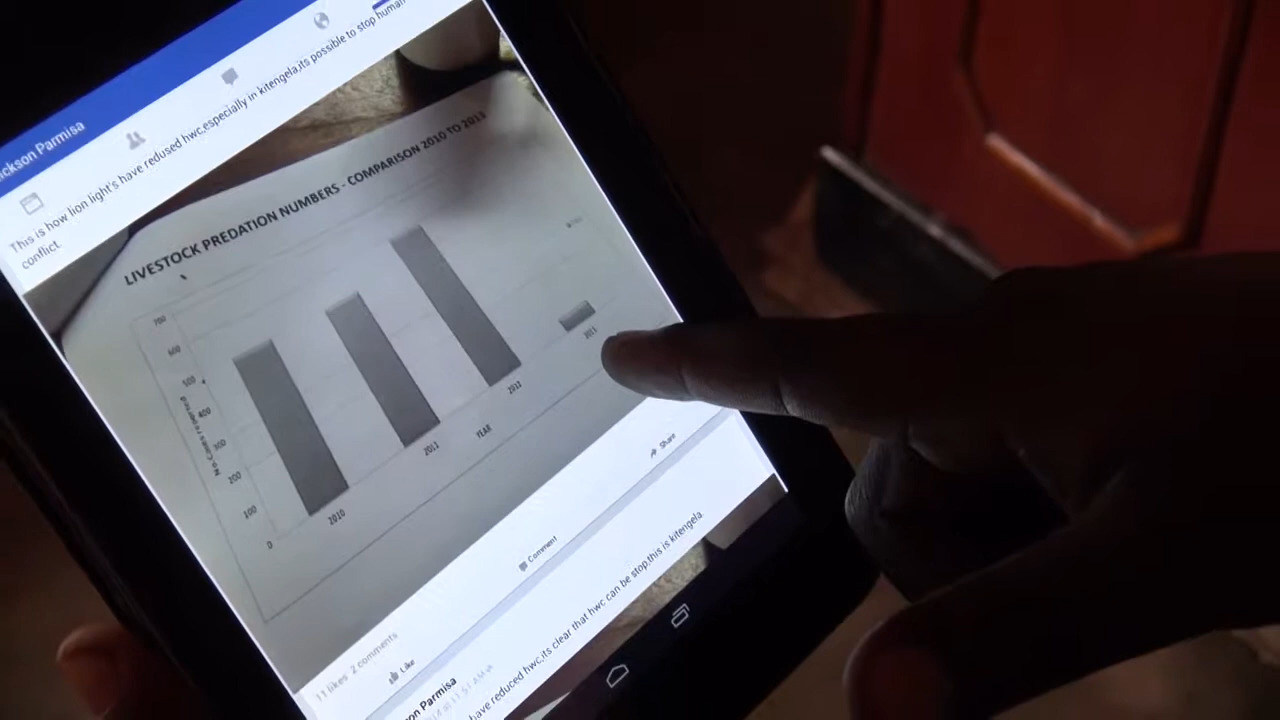 ickson Parmisa
This is how lion light's have redused hwc,especially in kitengela,its possible to stop human
conflict.
LIVESTOCK PREDATION NUMBERS - COMPARISON 2010 TO 2013
700
600
500
400
300
200
100
0
2010
2011
2012
2013
YEAR
Share
Comment
11 likes 2 comments
Like
on Parmisa
have reduced hwc,its clear that hwc can be stop.this is kitengela.